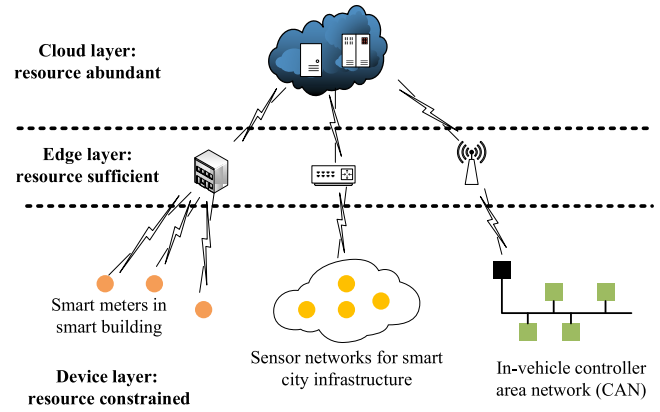 Cloud layer:
resource abundant
Edge layer:
resource sufficient
Smart meters in
smart building
Sensor networks for smart
city infrastructure
In-vehicle controller
area network (CAN)
Device layer:
resource constrained